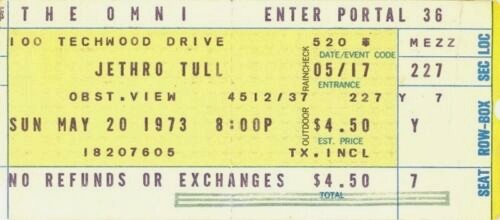 THE OMNI ENTER PORTAL 36
100 TECHWOOD DRIVE 520 MEZZ SEC LOC
DATE/EVENT CODE
JETHRO TULL 05/17 227
OBST.VIEW 4512/37 227 Y 7
OUTDOOR RAINCHECK
SUN MAY 20 1973 8:00P $4.50 Y ROW-BOX
EST. PRICE
18207605 TX.INCL
NO REFUNDS OR EXCHANGES $4.50 7 SEAT
TOTAL